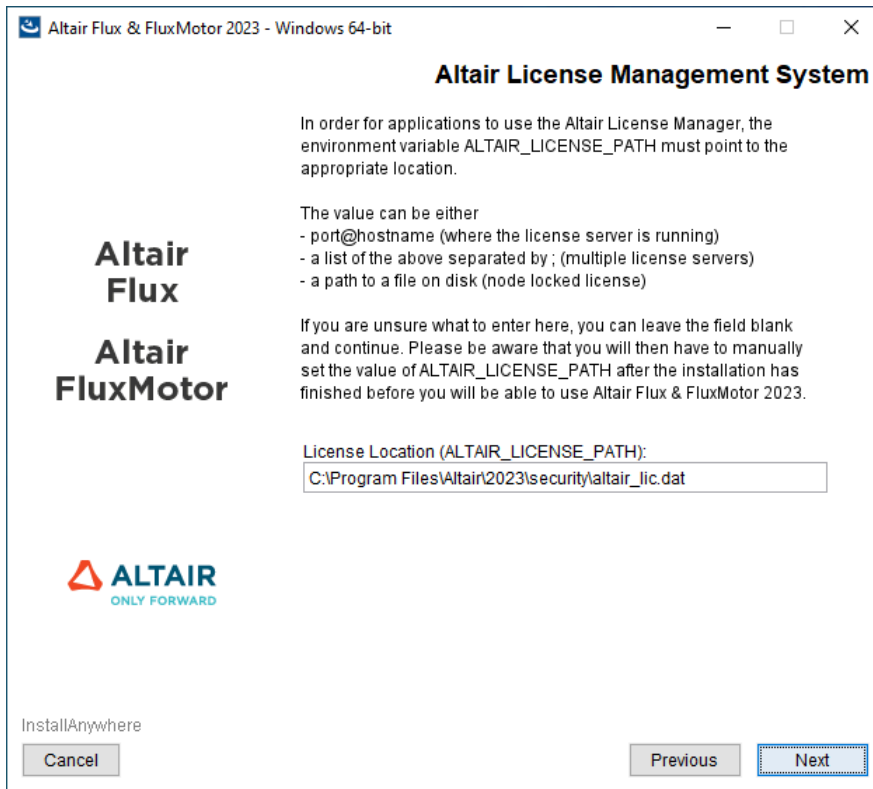 Altair Flux & FluxMotor 2023 - Windows 64-bit
Altair License Management System
In order for applications to use the Altair License Manager, the
environment variable ALTAIR_LICENSE_PATH must point to the
appropriate location.
The value can be either
- port@hostname (where the license server is running)
- a list of the above separated by ; (multiple license servers)
- a path to a file on disk (node locked license)
If you are unsure what to enter here, you can leave the field blank
and continue. Please be aware that you will then have to manually
set the value of ALTAIR_LICENSE_PATH after the installation has
finished before you will be able to use Altair Flux & FluxMotor 2023.
License Location (ALTAIR_LICENSE_PATH):
C:\Program Files\Altair\2023\security\altair_lic.dat
Altair
Flux
Altair
FluxMotor
ALTAIR
ONLY FORWARD
InstallAnywhere
Cancel
Previous
Next